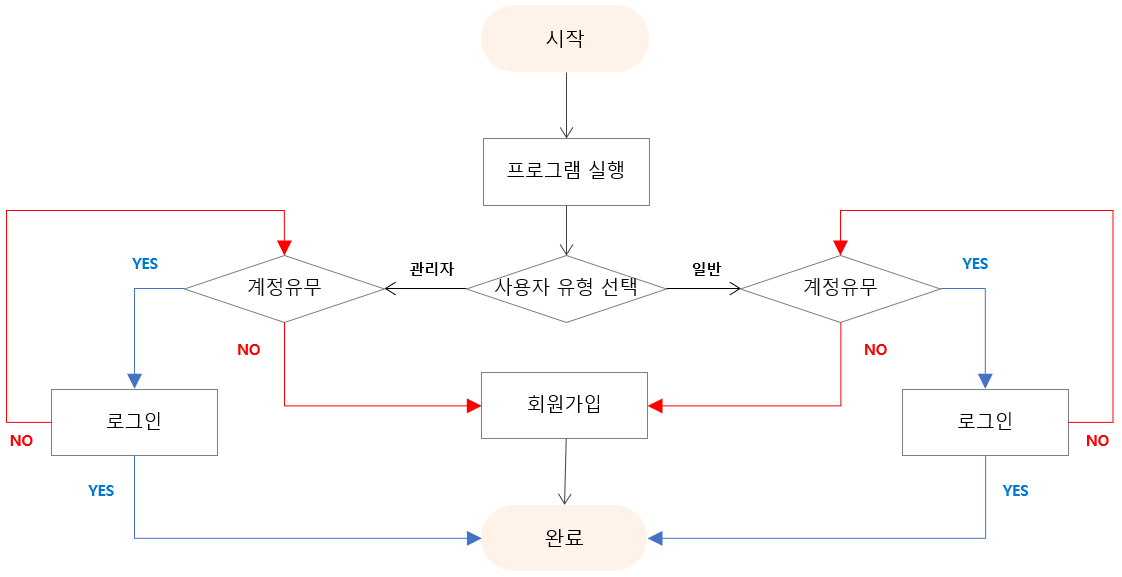 시작
프로그램 실행
관리자
일반
YES
계정유무
사용자 유형 선택
계정유무
YES
NO
NO
회원가입
로그인
로그인
NO
NO
YES
YES
완료